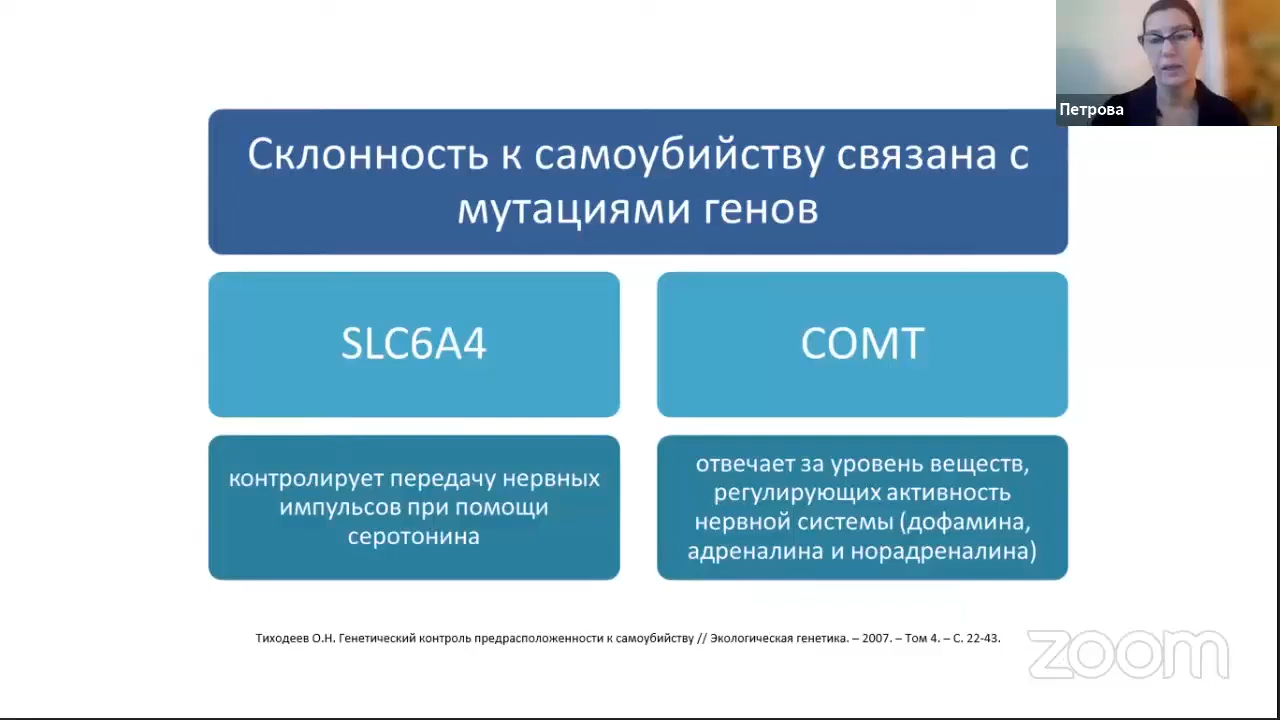 Петрова
Склонность к самоубийству связана с
мутациями генов
SLC6A4
COMT
контролирует передачу нервных
импульсов при помощи
серотонина
отвечает за уровень веществ,
регулирующих активность
нервной системы (дофамина,
адреналина и норадреналина)
Тиходеев О.Н. Генетический контроль предрасположенности к самоубийству // Экологическая генетика. – 2007. – Том 4. – С. 22-43.
zoom